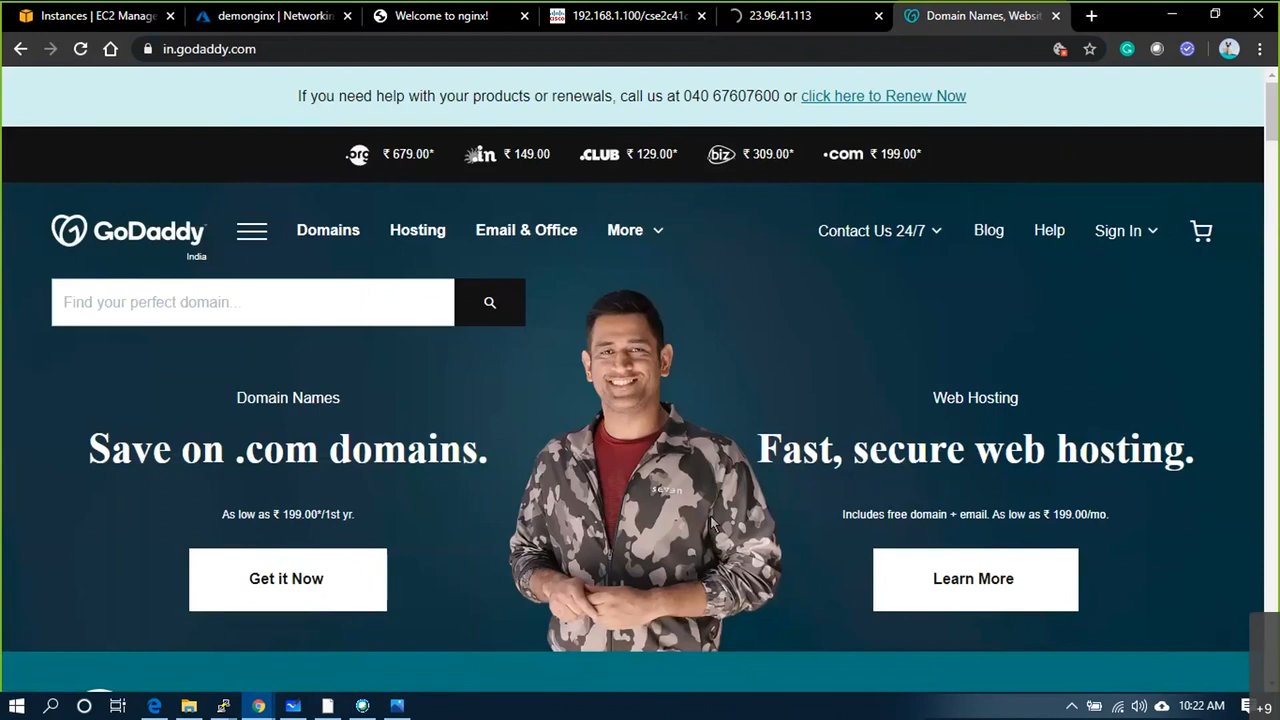 Instances | EC2 Manage
demonginx | Networkin
Welcome to nginx!
192.168.1.100/cse2c41c
23.96.41.113
Domain Names, Websit
in.godaddy.com
If you need help with your products or renewals, call us at 040 67607600 or click here to Renew Now
.org ₹ 679.00*
.in ₹ 149.00
.CLUB ₹ 129.00*
biz ₹ 309.00*
.com ₹ 199.00*
GoDaddy
India
Domains
Hosting
Email & Office
More
Contact Us 24/7
Blog
Help
Sign In
Find your perfect domain...
Domain Names
Save on .com domains.
As low as ₹ 199.00*/1st yr.
Get it Now
Web Hosting
Fast, secure web hosting.
Includes free domain + email. As low as ₹ 199.00/mo.
Learn More
seven
10:22 AM
+9